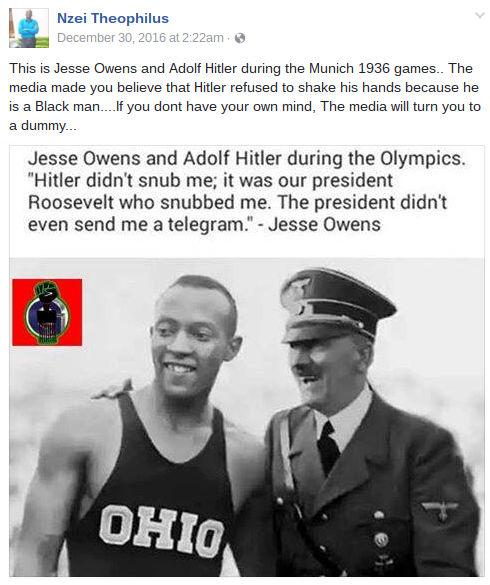 Nzei Theophilus
December 30, 2016 at 2:22am ·
This is Jesse Owens and Adolf Hitler during the Munich 1936 games.. The
media made you believe that Hitler refused to shake his hands because he
is a Black man....If you dont have your own mind, The media will turn you to
a dummy...
Jesse Owens and Adolf Hitler during the Olympics.
"Hitler didn't snub me; it was our president
Roosevelt who snubbed me. The president didn't
even send me a telegram." - Jesse Owens
OHIO